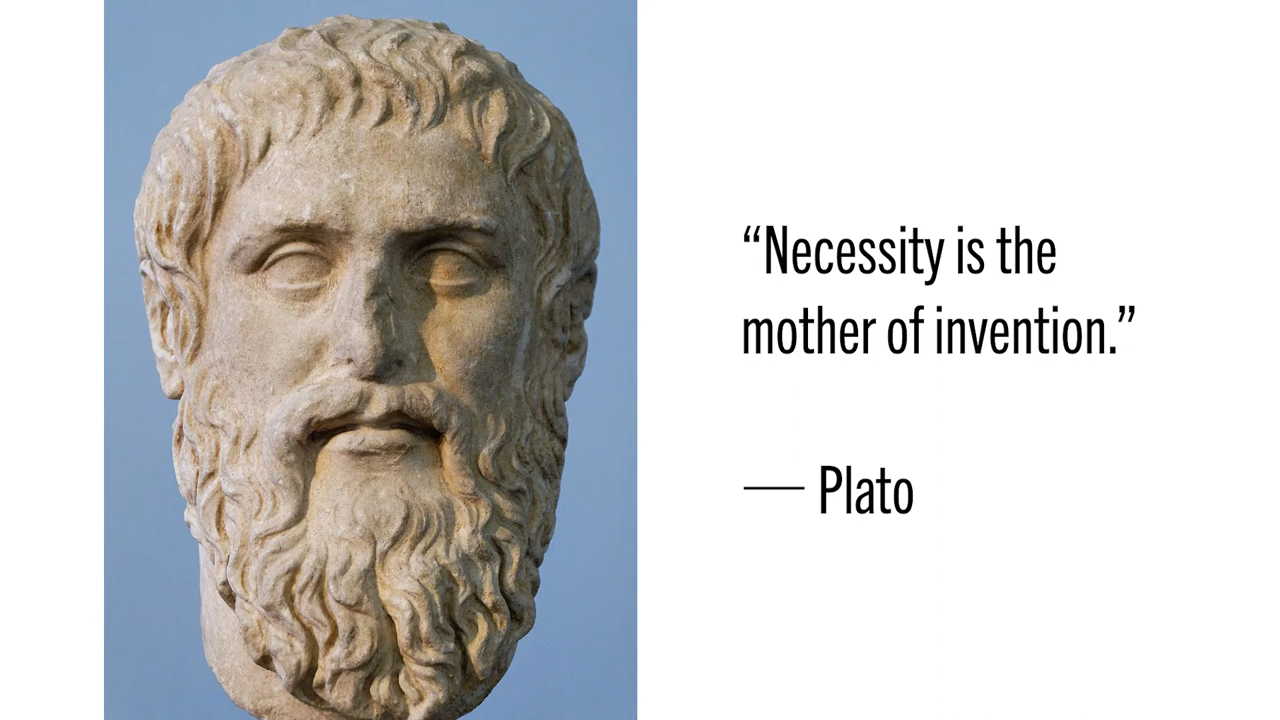 “Necessity is the
mother of invention.”
— Plato